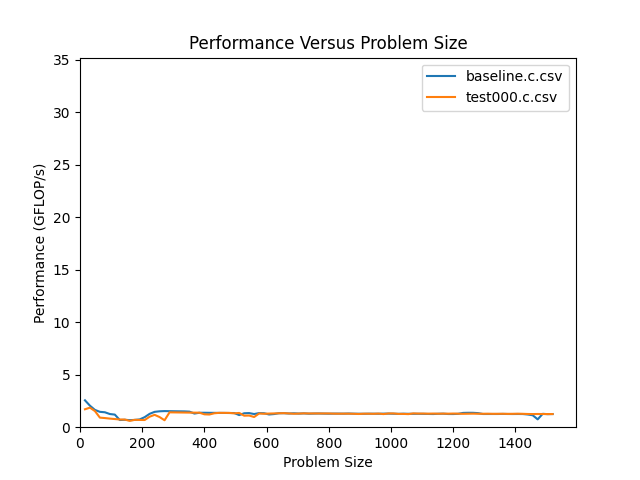 Performance Versus Problem Size
baseline.c.csv
test000.c.csv
Performance (GFLOP/s)
35
30
25
20
15
10
5
0
0 200 400 600 800 1000 1200 1400
Problem Size